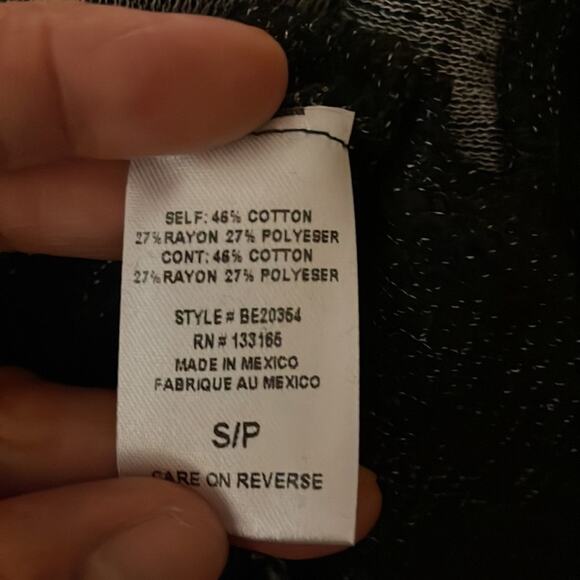 SELF: 46% COTTON
27% RAYON 27% POLYESER
CONT: 46% COTTON
27% RAYON 27% POLYESER
STYLE # BE20364
RN # 133165
MADE IN MEXICO
FABRIQUE AU MEXICO
S/P
CARE ON REVERSE